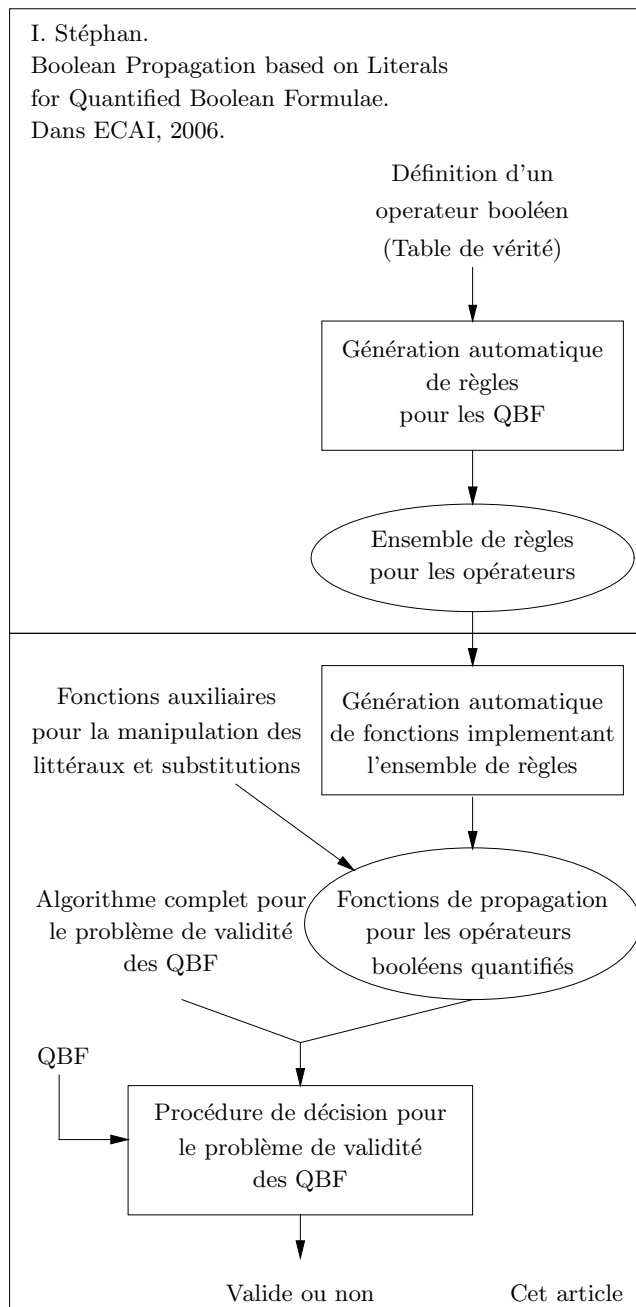 I. Stéphan.
Boolean Propagation based on Literals
for Quantified Boolean Formulae.
Dans ECAI, 2006.
Définition d'un
operateur booléen
(Table de vérité)
Génération automatique
de règles
pour les QBF
Ensemble de règles
pour les opérateurs
Fonctions auxiliaires
pour la manipulation des
littéraux et substitutions
Génération automatique
de fonctions implementant
l'ensemble de règles
Algorithme complet pour
le problème de validité
des QBF
Fonctions de propagation
pour les opérateurs
booléens quantifiés
QBF
Procédure de décision pour
le problème de validité
des QBF
Valide ou non
Cet article